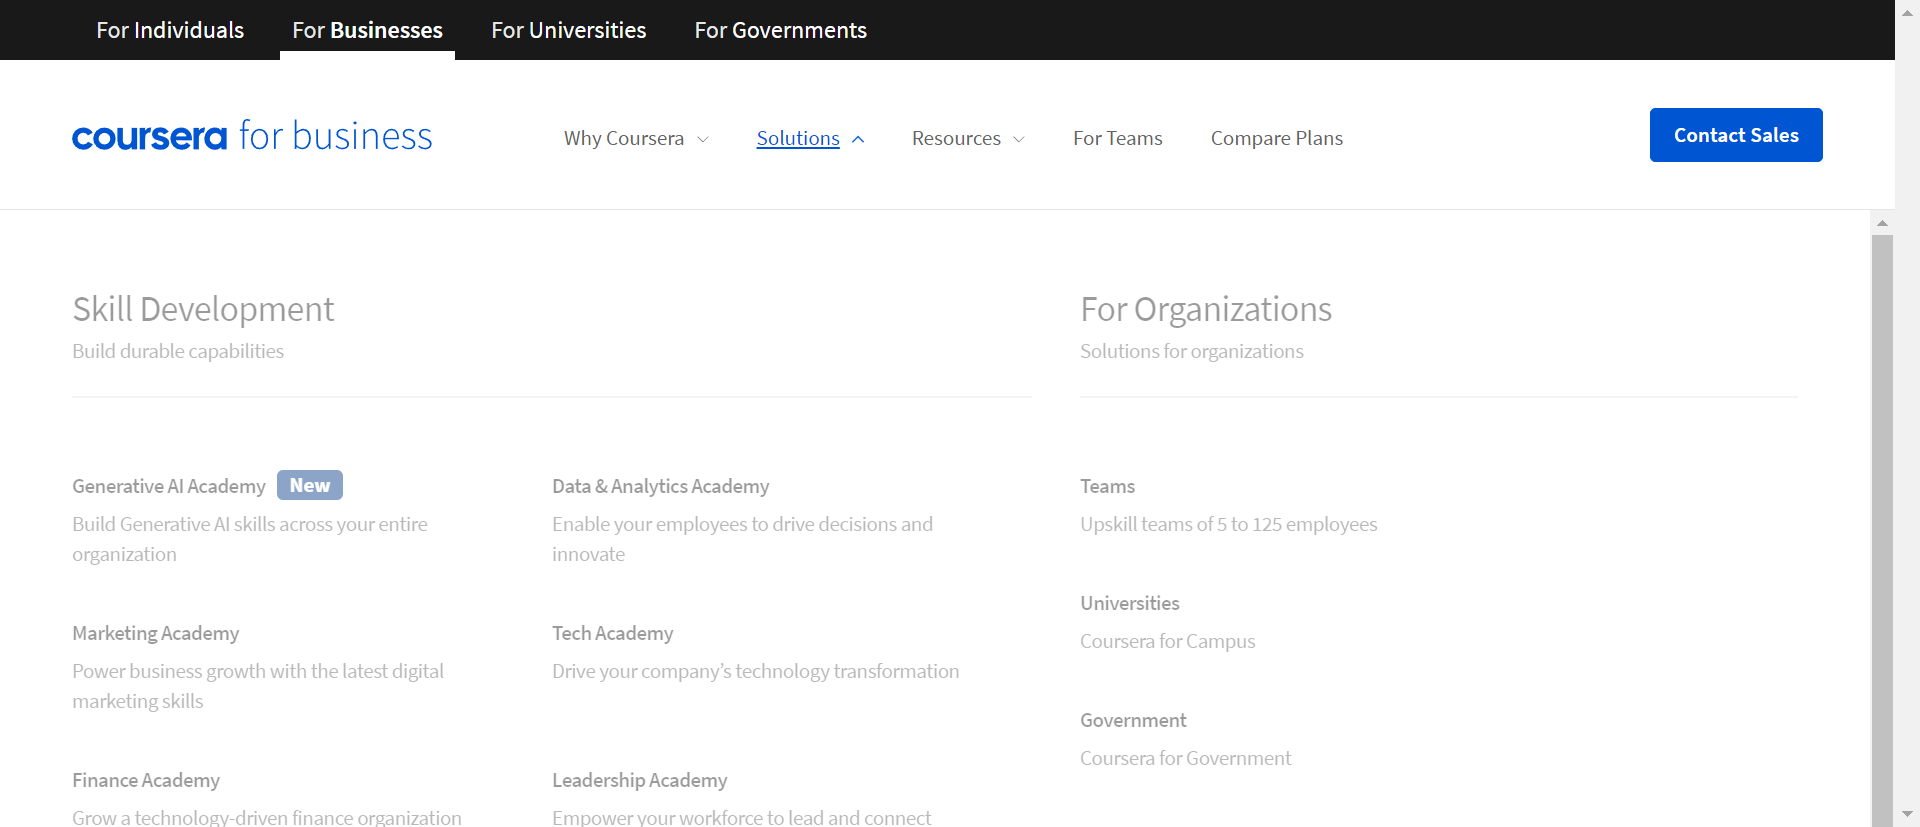 For Individuals For Businesses For Universities For Governments
coursera for business Why Coursera Solutions Resources For Teams Compare Plans Contact Sales
Skill Development
Build durable capabilities
For Organizations
Solutions for organizations
Generative AI Academy New
Build Generative AI skills across your entire
organization
Data & Analytics Academy
Enable your employees to drive decisions and
innovate
Marketing Academy
Power business growth with the latest digital
marketing skills
Tech Academy
Drive your company’s technology transformation
Finance Academy
Grow a technology-driven finance organization
Leadership Academy
Empower your workforce to lead and connect
Teams
Upskill teams of 5 to 125 employees
Universities
Coursera for Campus
Government
Coursera for Government